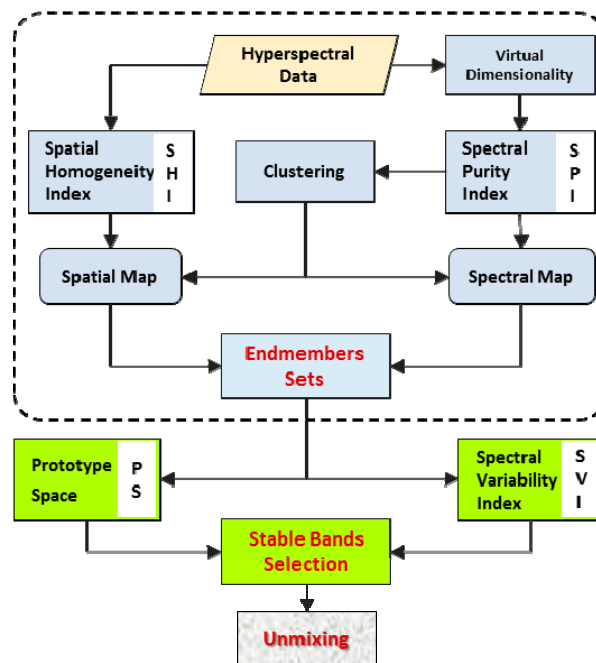 Hyperspectral
Data
Virtual
Dimensionality
Spatial
Homogeneity
Index
S
H
I
Clustering
Spectral
Purity
Index
S
P
I
Spatial Map
Spectral Map
Endmembers
Sets
Prototype
Space
P
S
Spectral
Variability
Index
S
V
I
Stable Bands
Selection
Unmixing